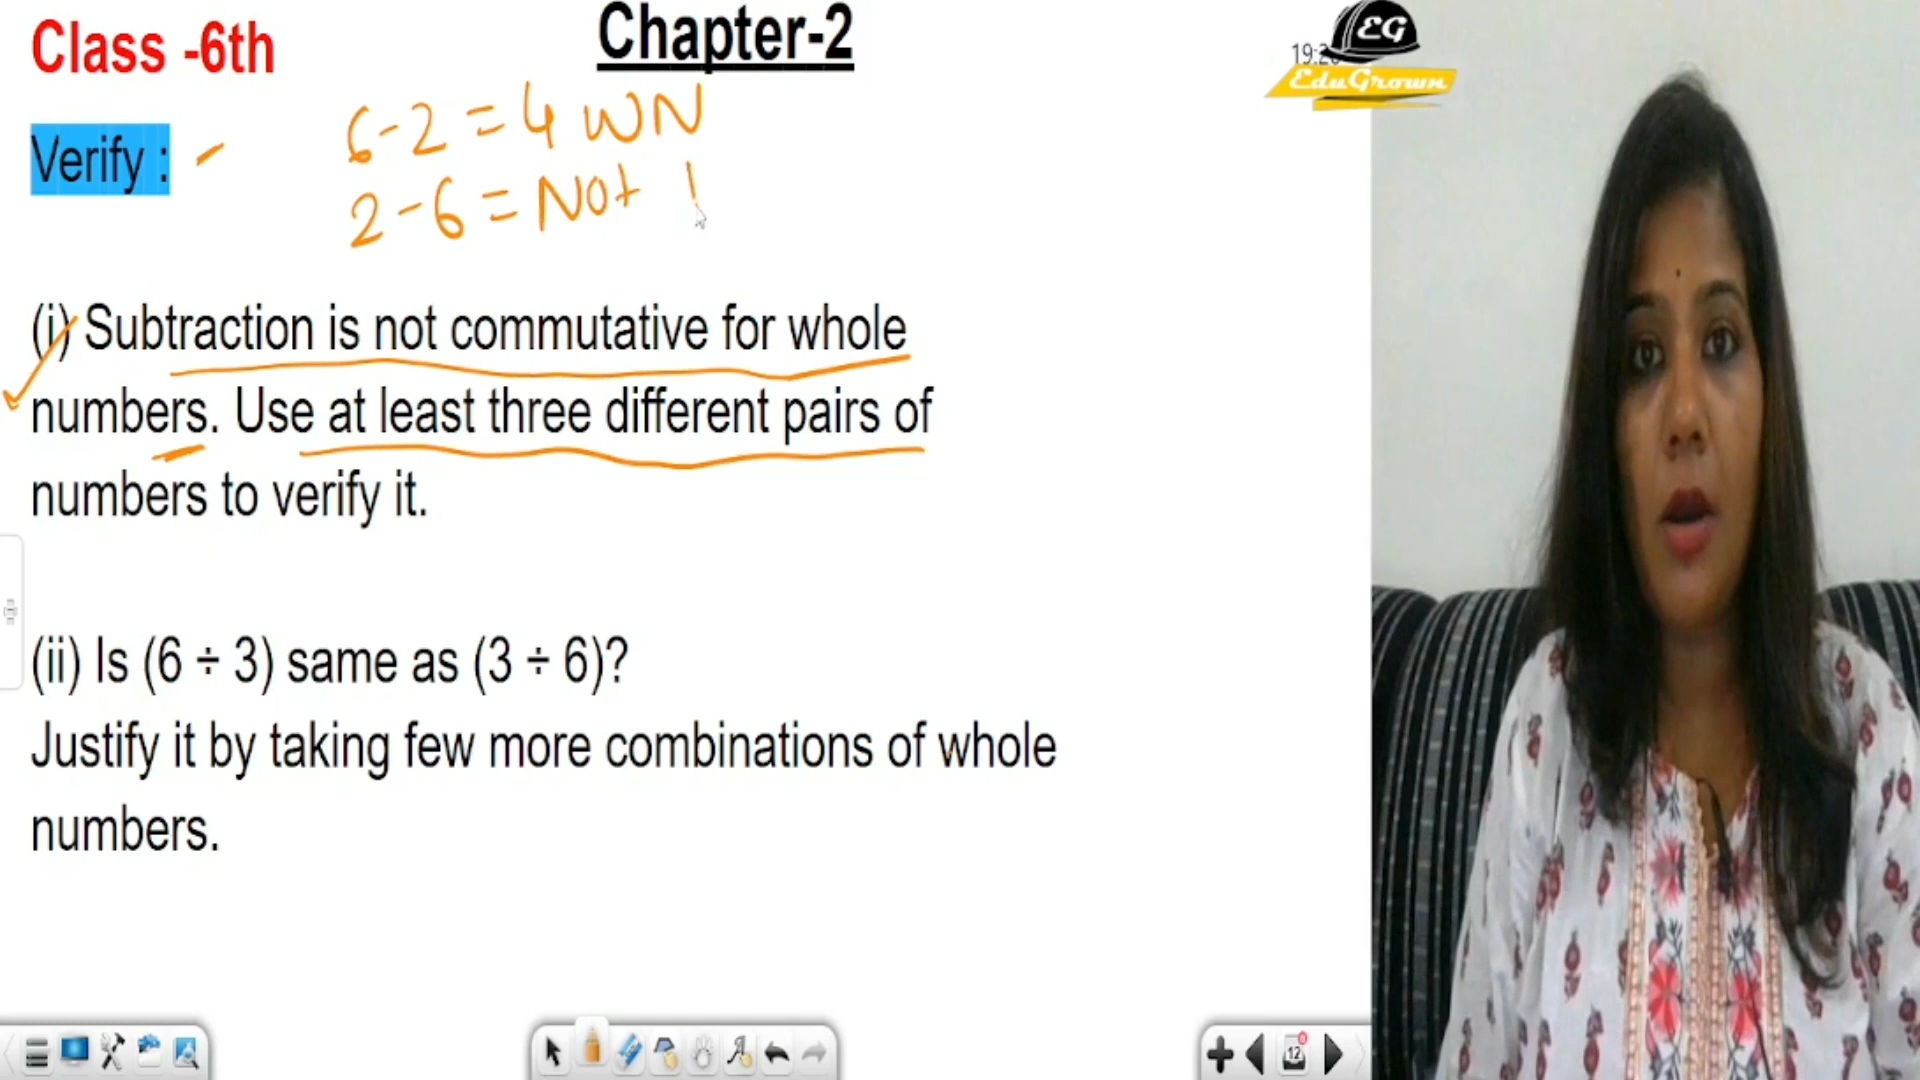 Class -6th
Chapter-2
EG
EduGrown
Verify :
6-2 = 4 WN
2-6 = Not
(i) Subtraction is not commutative for whole
numbers. Use at least three different pairs of
numbers to verify it.
(ii) Is (6 ÷ 3) same as (3 ÷ 6)?
Justify it by taking few more combinations of whole
numbers.
12